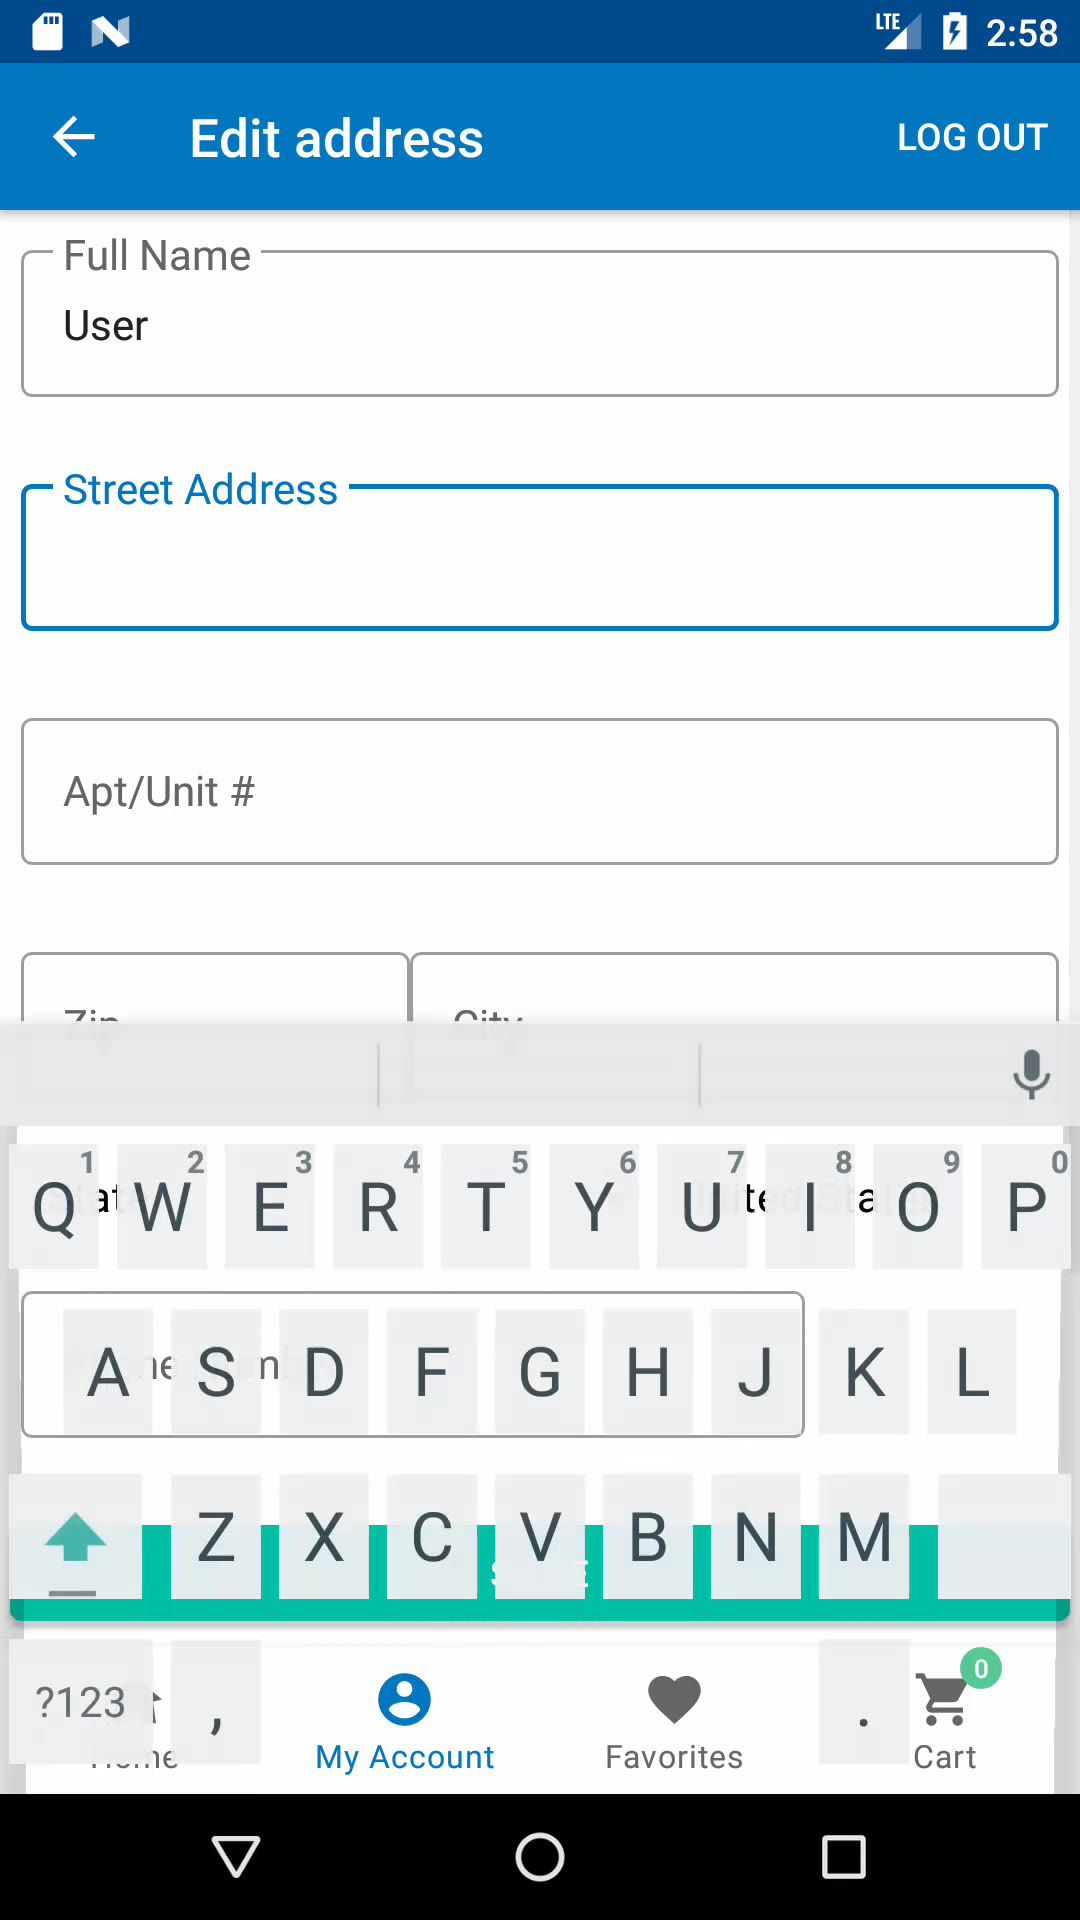 LTE 2:58
Edit address LOG OUT
Full Name
User
Street Address
Apt/Unit #
Zip City
1 2 3 4 5 6 7 8 9 0
Q W E R T Y U I O P
A S D F G H J K L
Z X C V B N M
?123 , .
0
Home My Account Favorites Cart